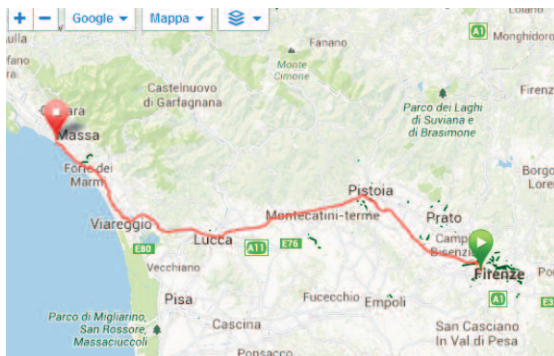 + − Google Mappa
Loiano
A1
Monghidoro
Fanano
Monte
Cimone
Castelnuovo
di Garfagnana
Parco dei Laghi
di Suviana e
di Brasimone
Firenz
Massa
Forte dei
Marmi
Borgo
Lore
Pistoia
Montecatini-terme
Prato
Viareggio
Lucca
Campi
Bisenzio
E80
A11
E76
Firenze
Vecchiano
Pisa
Fucecchio
Empoli
A1
Parco di Migliarino,
San Rossore,
Massaciuccoli
Cascina
San Casciano
In Val di Pesa
Ponsacco